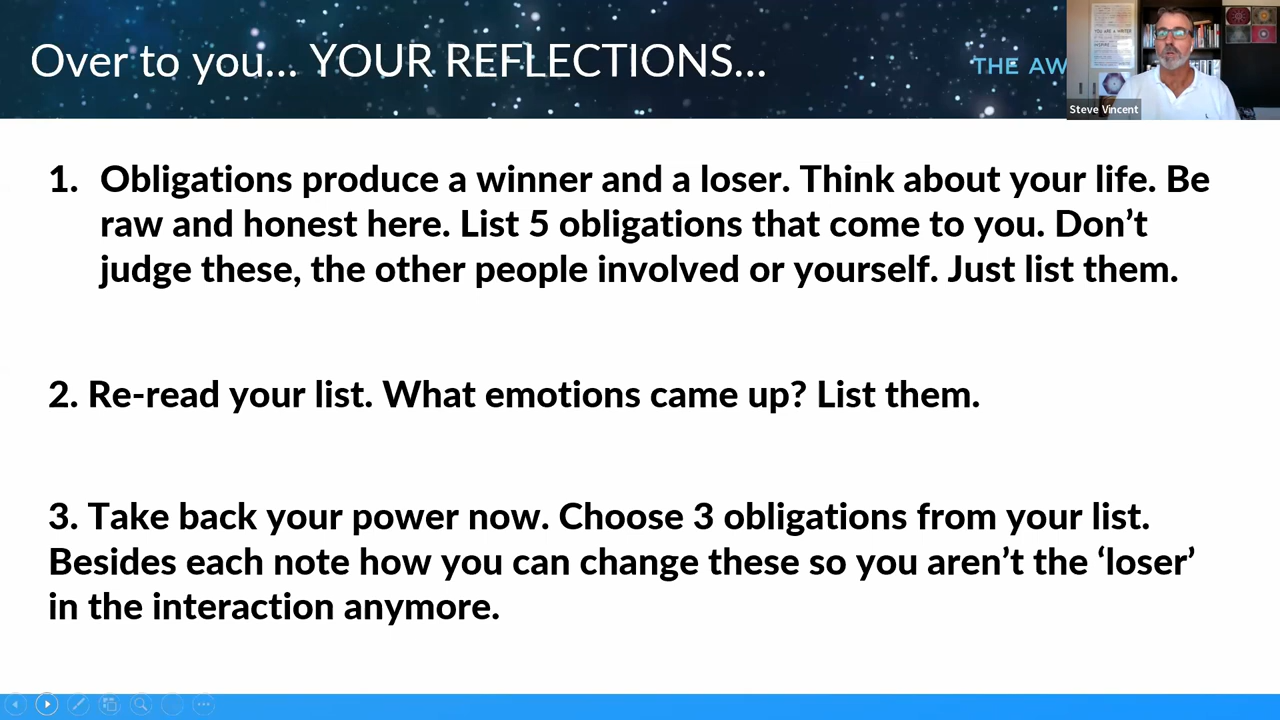 Over to you... YOUR REFLECTIONS...
THE AW
Steve Vincent
1. Obligations produce a winner and a loser. Think about your life. Be
raw and honest here. List 5 obligations that come to you. Don’t
judge these, the other people involved or yourself. Just list them.
2. Re-read your list. What emotions came up? List them.
3. Take back your power now. Choose 3 obligations from your list.
Besides each note how you can change these so you aren’t the ‘loser’
in the interaction anymore.